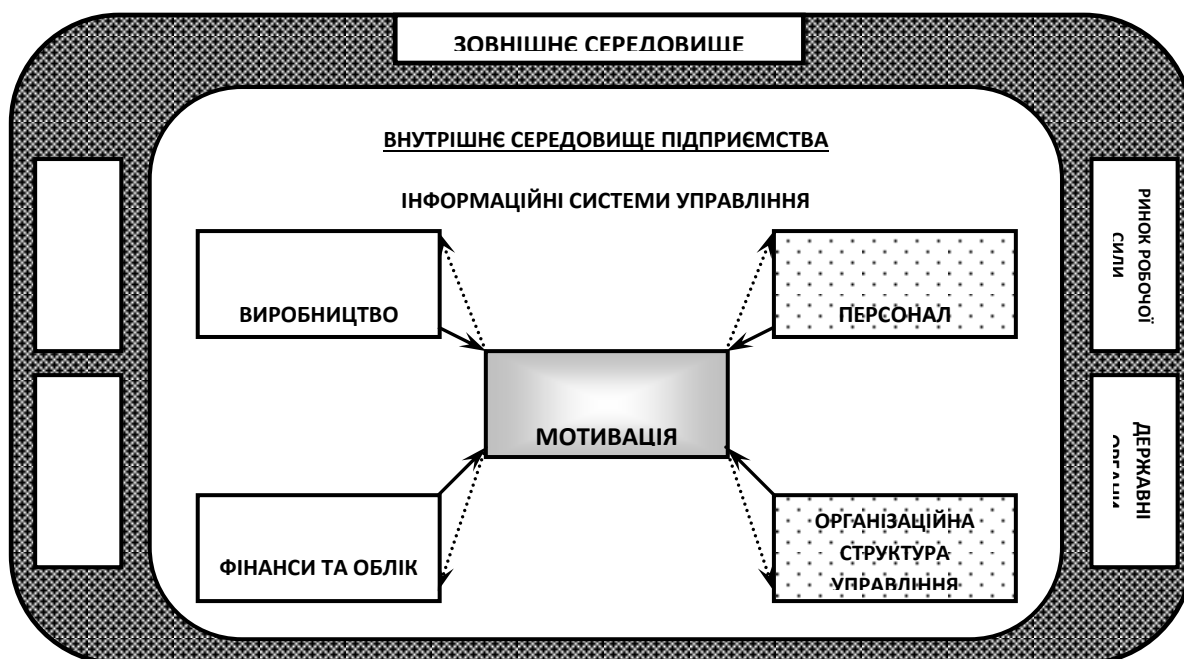 ЗОВНІШНЄ СЕРЕДОВИЩЕ
ВНУТРІШНЄ СЕРЕДОВИЩЕ ПІДПРИЄМСТВА
ІНФОРМАЦІЙНІ СИСТЕМИ УПРАВЛІННЯ
ВИРОБНИЦТВО
ПЕРСОНАЛ
МОТИВАЦІЯ
ФІНАНСИ ТА ОБЛІК
ОРГАНІЗАЦІЙНА
СТРУКТУРА
УПРАВЛІННЯ
РИНОК РОБОЧОЇ
СИЛИ
ДЕРЖАВНІ
ОРГАНИ